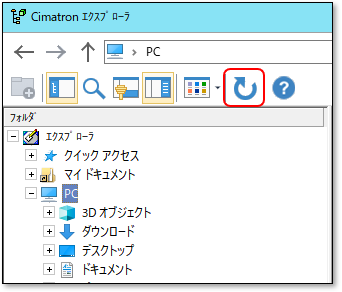 Cimatron エクスプローラ
PC
フォルダ
エクスプローラ
クイック アクセス
マイ ドキュメント
PC
3D オブジェクト
ダウンロード
デスクトップ
ドキュメント